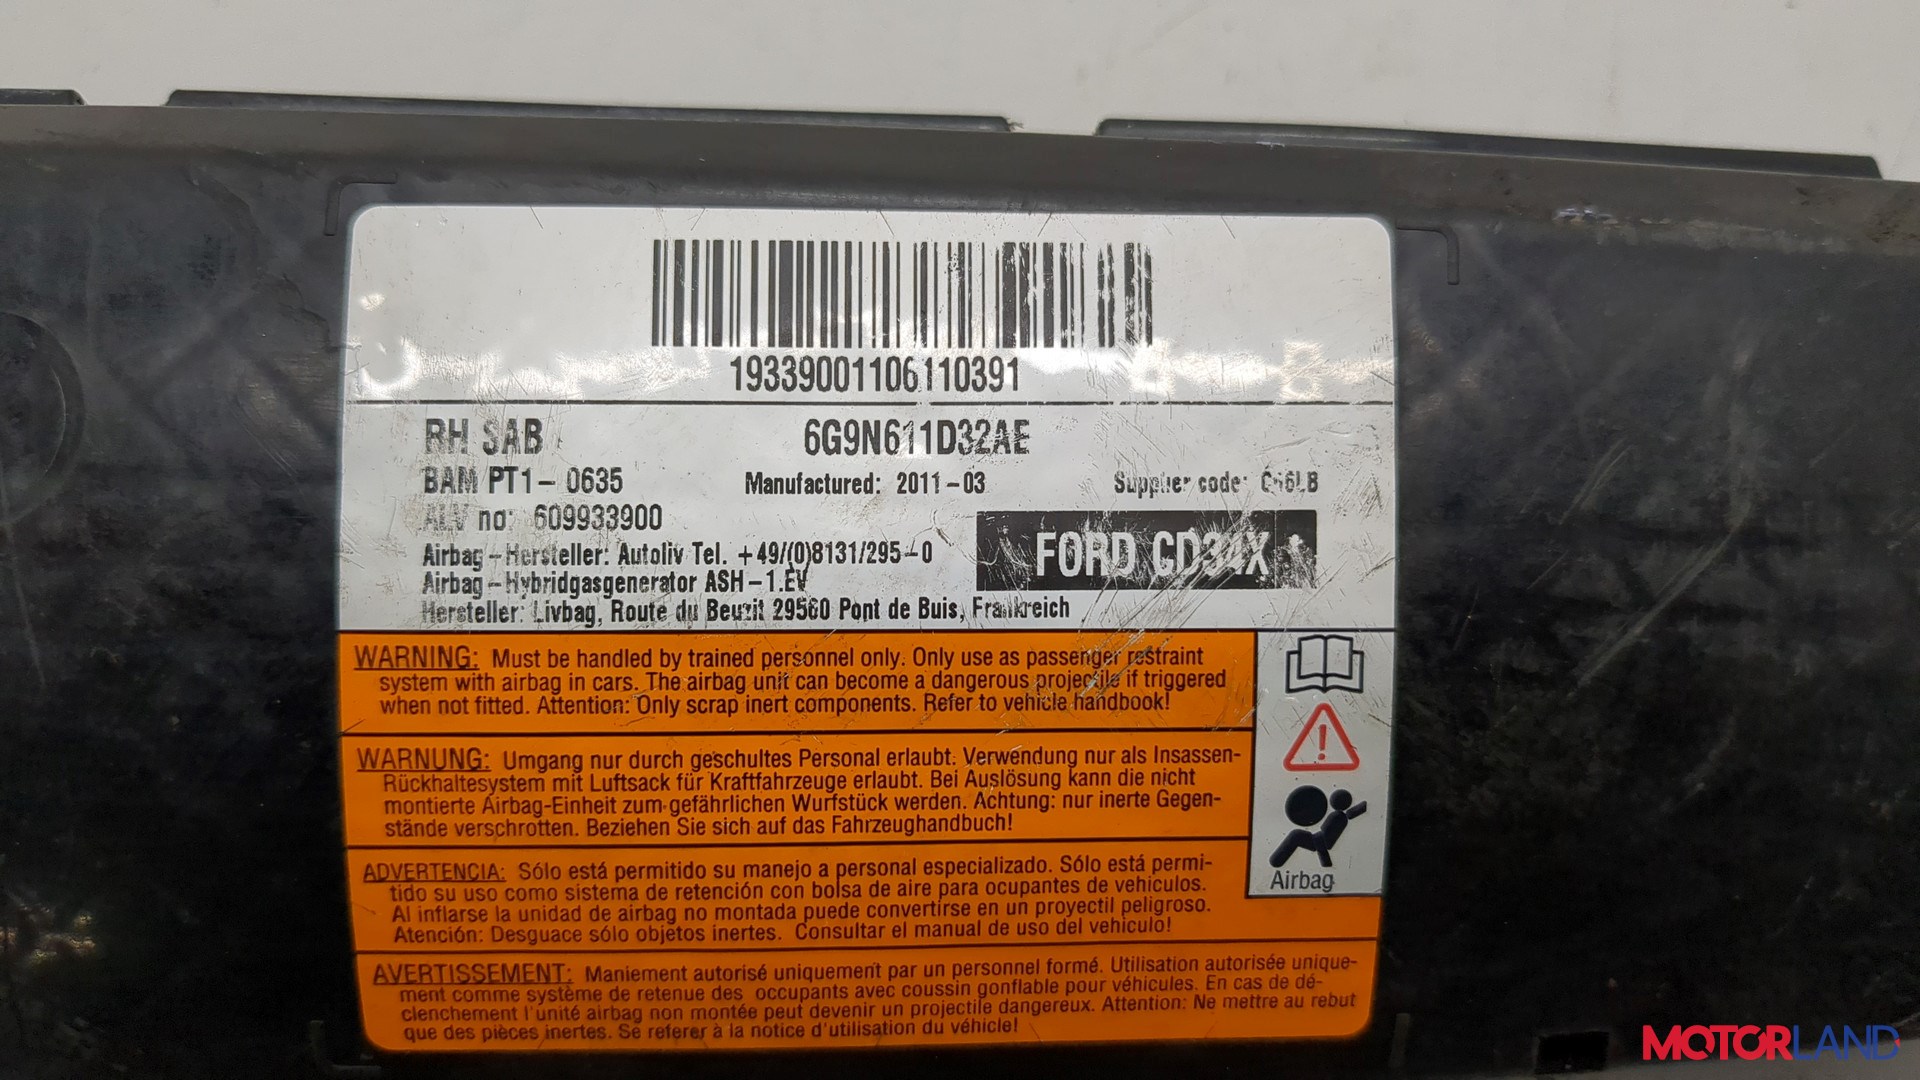 19339001106110391
RH SAB 6G9N611D32AE
BAM PT1- 0635 Manufactured: 2011-03 Supplier code:
ALV no: 609933900
Airbag-Hersteller: Autoliv Tel. +49/(0)8131/295-0
FORD CD34X
Airbag-Hybridgasgenerator ASH-1.EV
Hersteller: Livbag, Route du Beuzit 29560 Pont de Buis, Frankreich
WARNING: Must be handled by trained personnel only. Only use as passenger restraint
system with airbag in cars. The airbag unit can become a dangerous projectile if triggered
when not fitted. Attention: Only scrap inert components. Refer to vehicle handbook!
WARNUNG: Umgang nur durch geschultes Personal erlaubt. Verwendung nur als Insassen-
Rückhaltesystem mit Luftsack für Kraftfahrzeuge erlaubt. Bei Auslösung kann die nicht
montierte Airbag-Einheit zum gefährlichen Wurfstück werden. Achtung: nur inerte Gegen-
stände verschrotten. Beziehen Sie sich auf das Fahrzeughandbuch!
ADVERTENCIA: Sólo está permitido su manejo a personal especializado. Sólo está permi-
tido su uso como sistema de retención con bolsa de aire para ocupantes de vehículos.
Al inflarse la unidad de airbag no montada puede convertirse en un proyectil peligroso.
Atención: Desguace sólo objetos inertes. Consultar el manual de uso del vehículo!
Airbag
AVERTISSEMENT: Maniement autorisé uniquement par un personnel formé. Utilisation autorisée unique-
ment comme système de retenue des occupants avec coussin gonflable pour véhicules. En cas de dé-
clenchement l'unité airbag non montée peut devenir un projectile dangereux. Attention: Ne mettre au rebut
que des pièces inertes. Se referer à la notice d'utilisation du véhicle!
MOTORLAND